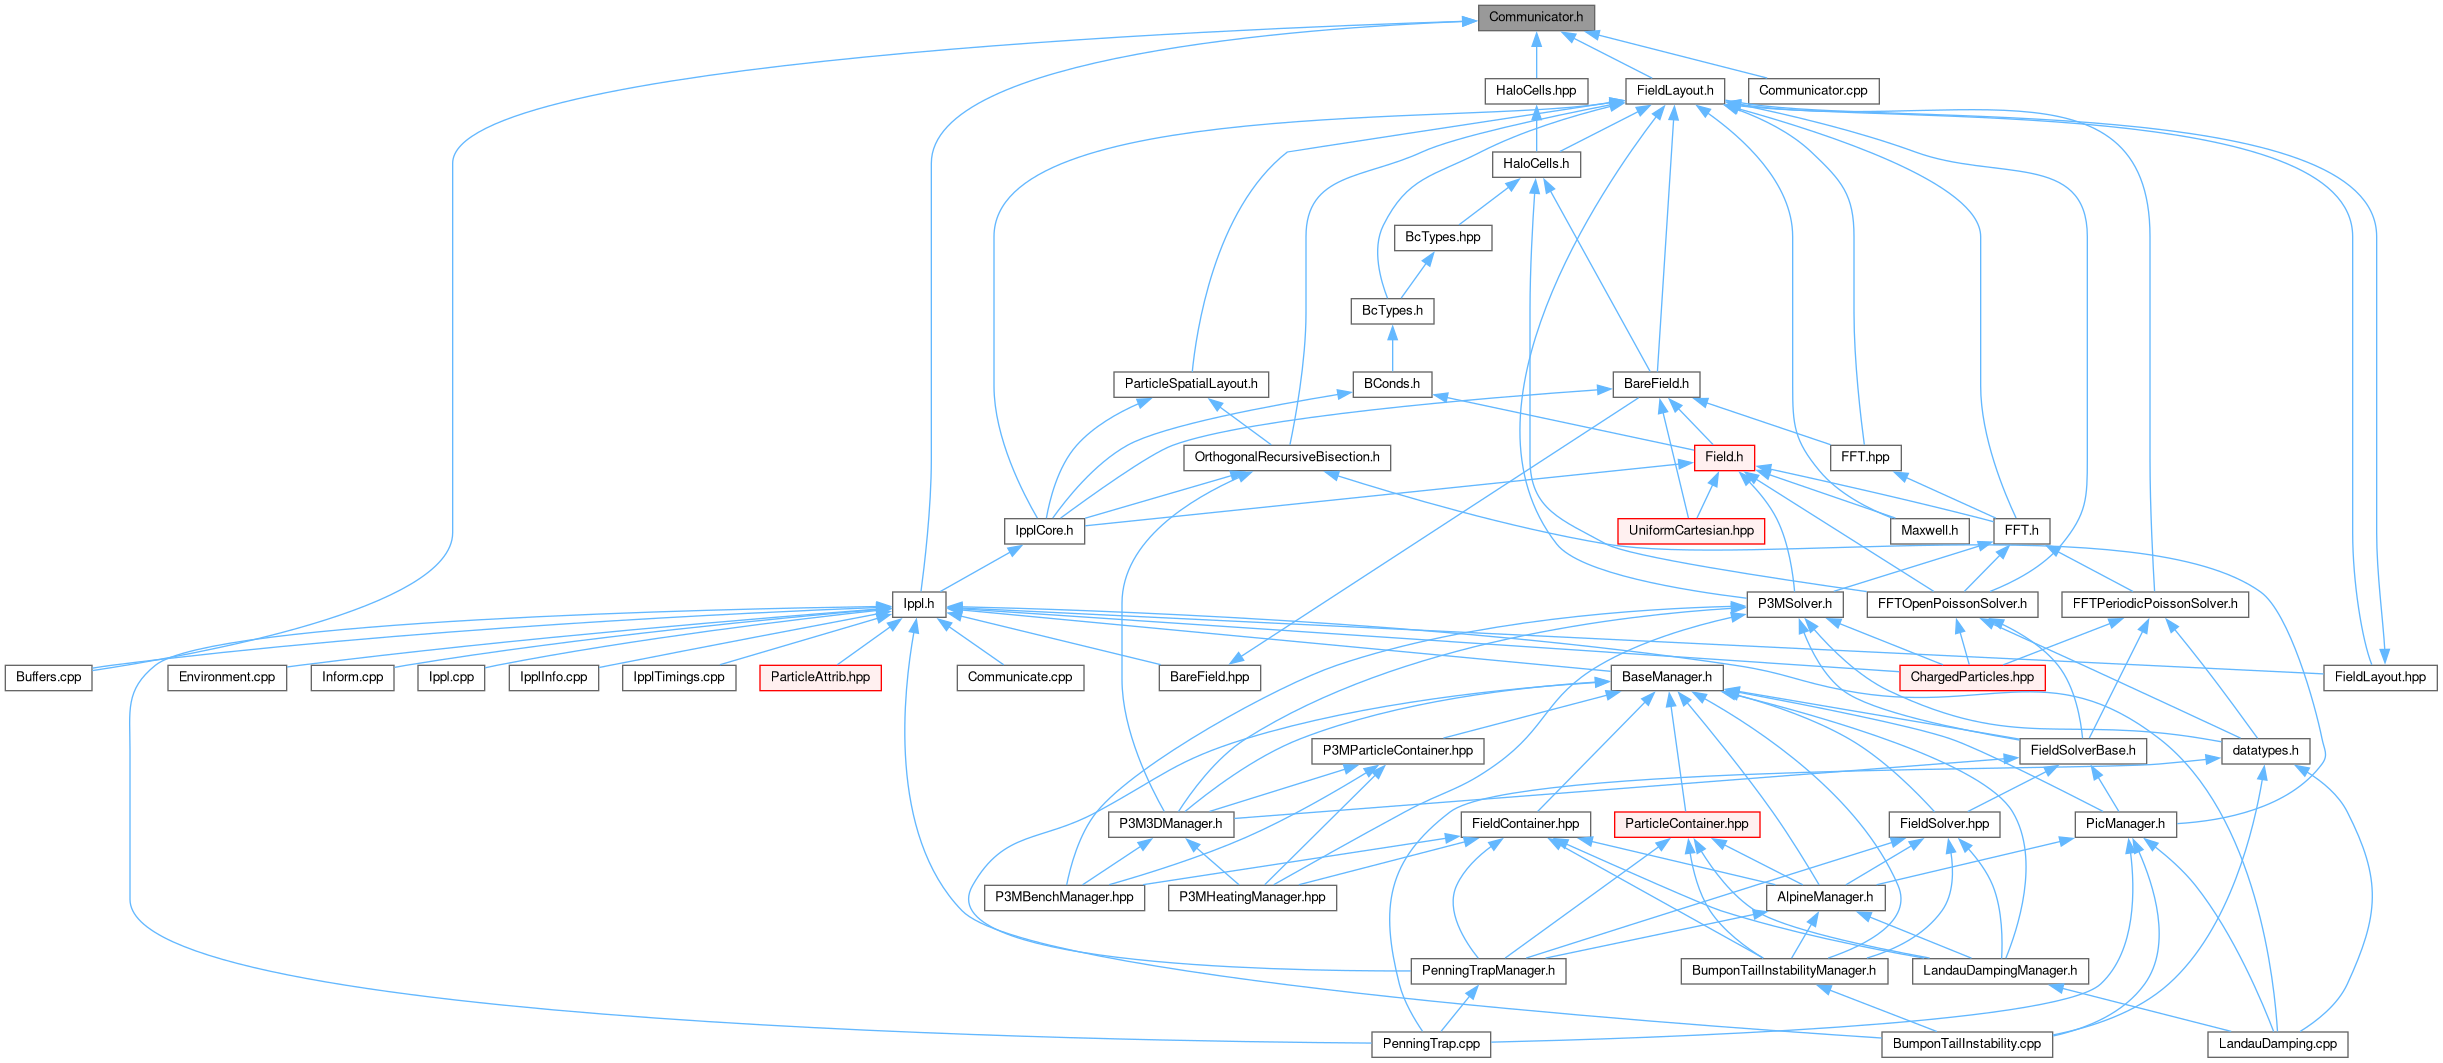 Communicator.h
HaloCells.hpp
FieldLayout.h
Communicator.cpp
HaloCells.h
BcTypes.hpp
BcTypes.h
ParticleSpatialLayout.h
BConds.h
BareField.h
OrthogonalRecursiveBisection.h
Field.h
FFT.hpp
IpplCore.h
UniformCartesian.hpp
Maxwell.h
FFT.h
Ippl.h
P3MSolver.h
FFTOpenPoissonSolver.h
FFTPeriodicPoissonSolver.h
Buffers.cpp
Environment.cpp
Inform.cpp
Ippl.cpp
IpplInfo.cpp
IpplTimings.cpp
ParticleAttrib.hpp
Communicate.cpp
BareField.hpp
BaseManager.h
ChargedParticles.hpp
FieldLayout.hpp
P3MParticleContainer.hpp
FieldSolverBase.h
datatypes.h
P3M3DManager.h
FieldContainer.hpp
ParticleContainer.hpp
FieldSolver.hpp
PicManager.h
P3MBenchManager.hpp
P3MHeatingManager.hpp
AlpineManager.h
PenningTrapManager.h
BumponTailInstabilityManager.h
LandauDampingManager.h
PenningTrap.cpp
BumponTailInstability.cpp
LandauDamping.cpp